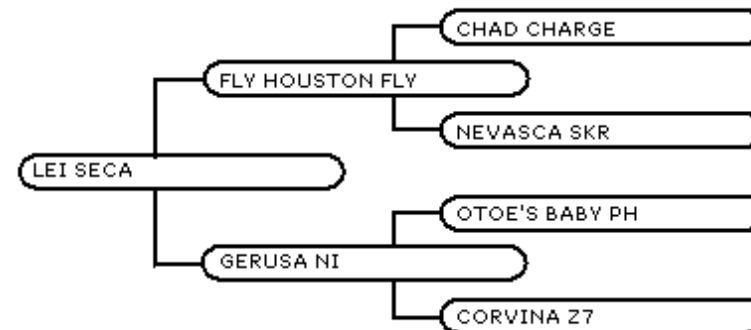 CHAD CHARGE
FLY HOUSTON FLY
NEVASCA SKR
LEI SECA
OTOE'S BABY PH
GERUSA NI
CORVINA Z7